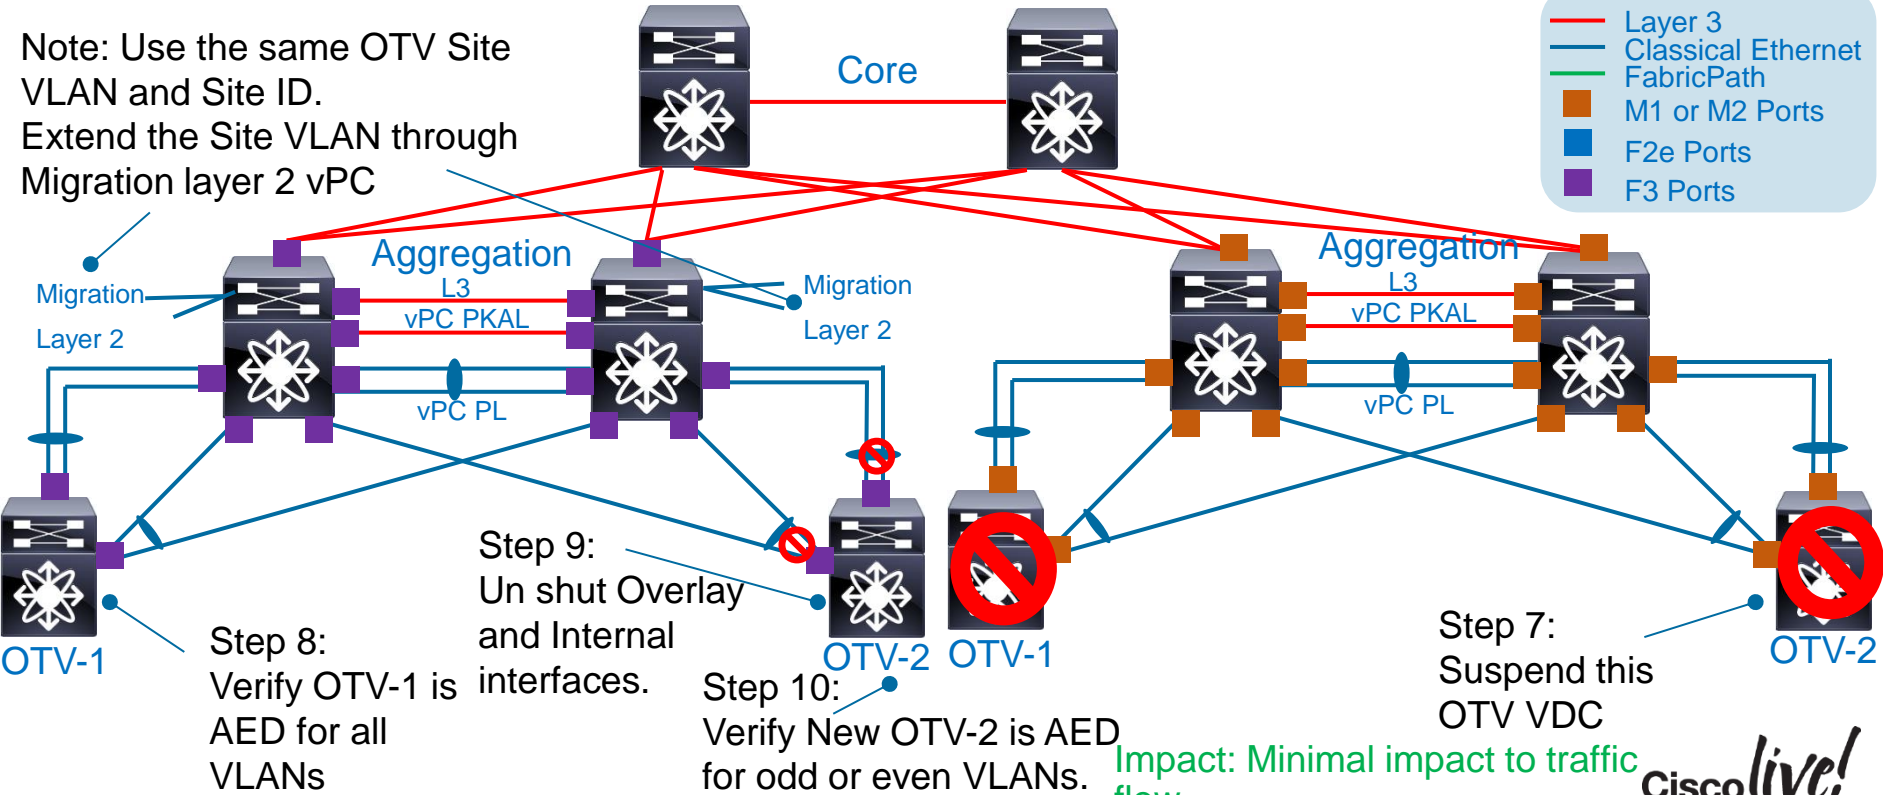 Note: Use the same OTV Site
VLAN and Site ID.
Extend the Site VLAN through
Migration layer 2 vPC
Core
Layer 3
Classical Ethernet
FabricPath
M1 or M2 Ports
F2e Ports
F3 Ports
Aggregation
L3
vPC PKAL
vPC PL
Migration
Layer 2
Migration
Layer 2
Aggregation
L3
vPC PKAL
vPC PL
OTV-1
OTV-2
OTV-1
OTV-2
Step 8:
Verify OTV-1 is
AED for all
VLANs
Step 9:
Un shut Overlay
and Internal
interfaces.
Step 10:
Verify New OTV-2 is AED
for odd or even VLANs.
Step 7:
Suspend this
OTV VDC
Impact: Minimal impact to traffic
flow
Cisco live!